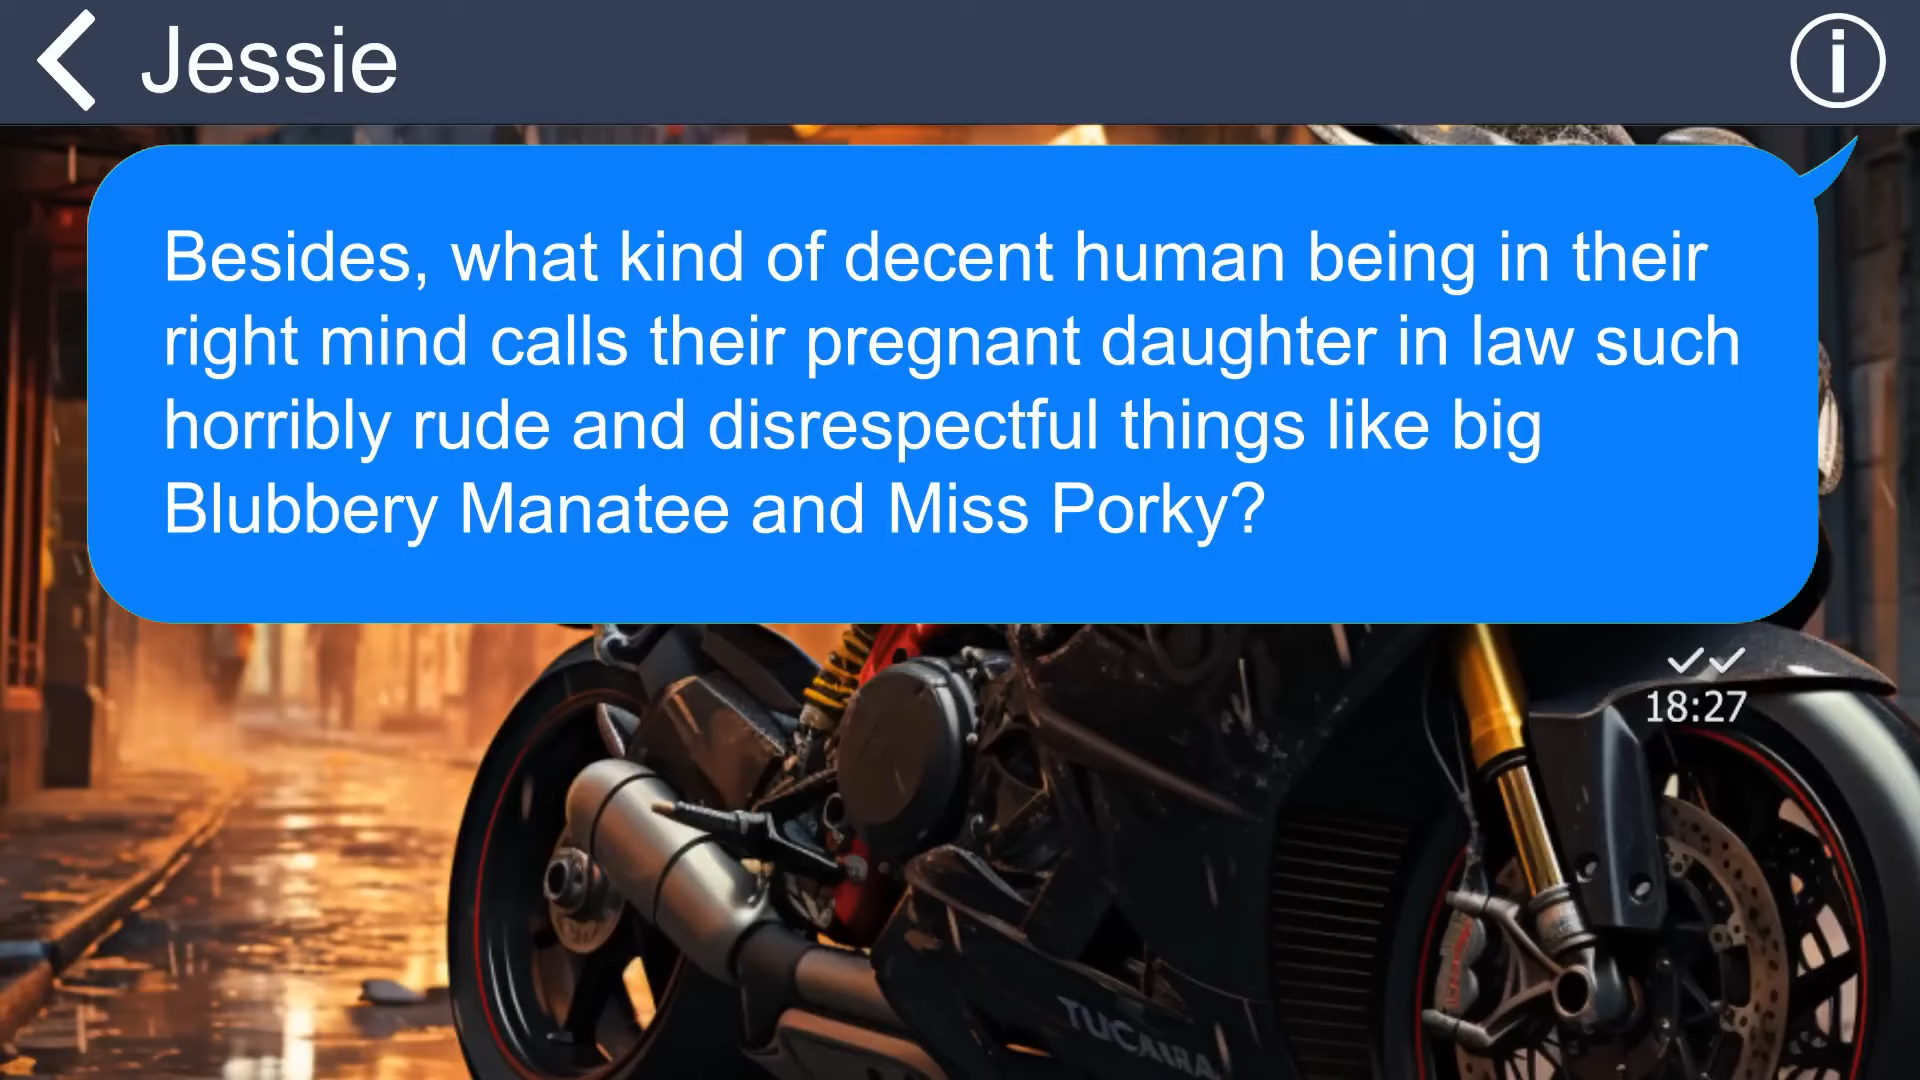 Jessie
Besides, what kind of decent human being in their
right mind calls their pregnant daughter in law such
horribly rude and disrespectful things like big
Blubbery Manatee and Miss Porky?
18:27